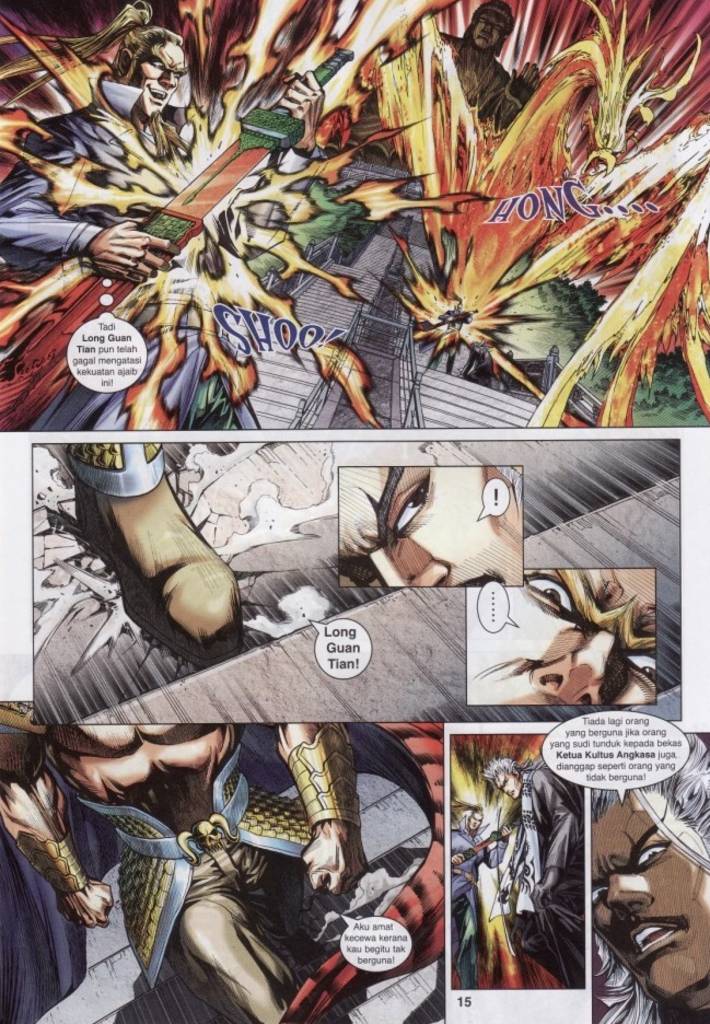 HONG.....
SHOO!
Tadi
Long Guan
Tian pun telah
gagal mengatasi
kekuatan ajaib
ini!
!
......
Long
Guan
Tian!
Tiada lagi orang
yang berguna jika orang
yang sudi tunduk kepada bekas
Ketua Kultus Angkasa juga,
dianggap seperti orang yang
tidak berguna!
Aku amat
kecewa kerana
kau begitu tak
berguna!
15